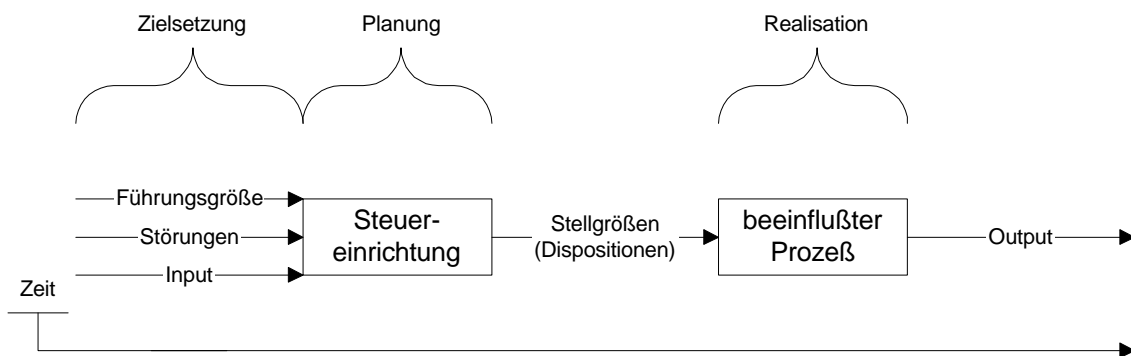 Zielsetzung
Planung
Realisation
Führungsgröße
Störungen
Input
Steuer-
einrichtung
Stellgrößen
(Dispositionen)
beeinflußter
Prozeß
Output
Zeit